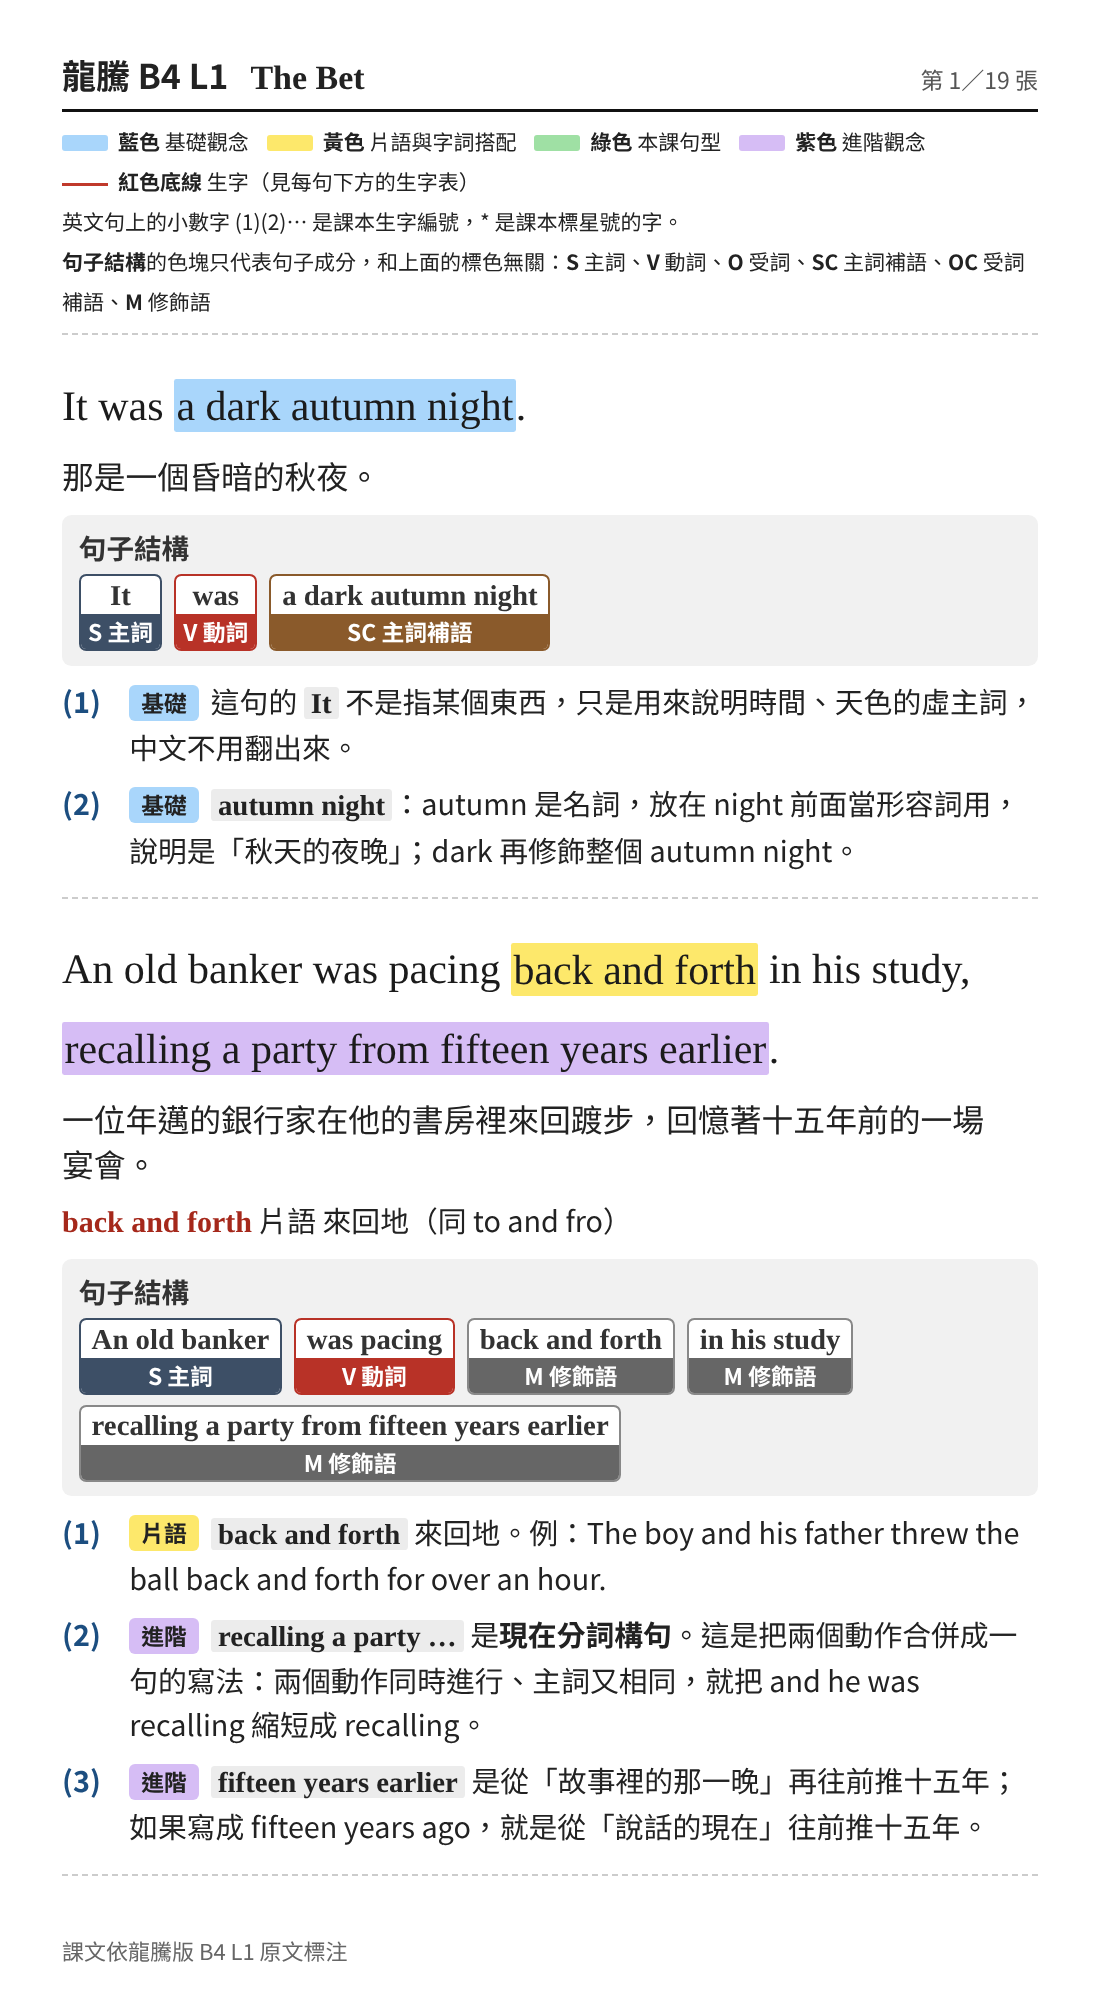 龍騰 B4 L1 The Bet
第 1／19 張
藍色 基礎觀念 黃色 片語與字詞搭配 綠色 本課句型 紫色 進階觀念
紅色底線 生字（見每句下方的生字表）
英文句上的小數字 (1)(2)… 是課本生字編號，* 是課本標星號的字。
句子結構的色塊只代表句子成分，和上面的標色無關：S 主詞、V 動詞、O 受詞、SC 主詞補語、OC 受詞
補語、M 修飾語
It was a dark autumn night.
那是一個昏暗的秋夜。
句子結構
It was a dark autumn night
S 主詞 V 動詞 SC 主詞補語
(1) 基礎 這句的 It 不是指某個東西，只是用來說明時間、天色的虛主詞，
中文不用翻出來。
(2) 基礎 autumn night：autumn 是名詞，放在 night 前面當形容詞用，
說明是「秋天的夜晚」；dark 再修飾整個 autumn night。
An old banker was pacing back and forth in his study,
recalling a party from fifteen years earlier.
一位年邁的銀行家在他的書房裡來回踱步，回憶著十五年前的一場
宴會。
back and forth 片語 來回地（同 to and fro）
句子結構
An old banker was pacing back and forth in his study
S 主詞 V 動詞 M 修飾語 M 修飾語
recalling a party from fifteen years earlier
M 修飾語
(1) 片語 back and forth 來回地。例：The boy and his father threw the
ball back and forth for over an hour.
(2) 進階 recalling a party … 是現在分詞構句。這是把兩個動作合併成一
句的寫法：兩個動作同時進行、主詞又相同，就把 and he was
recalling 縮短成 recalling。
(3) 進階 fifteen years earlier 是從「故事裡的那一晚」再往前推十五年；
如果寫成 fifteen years ago，就是從「說話的現在」往前推十五年。
課文依龍騰版 B4 L1 原文標注